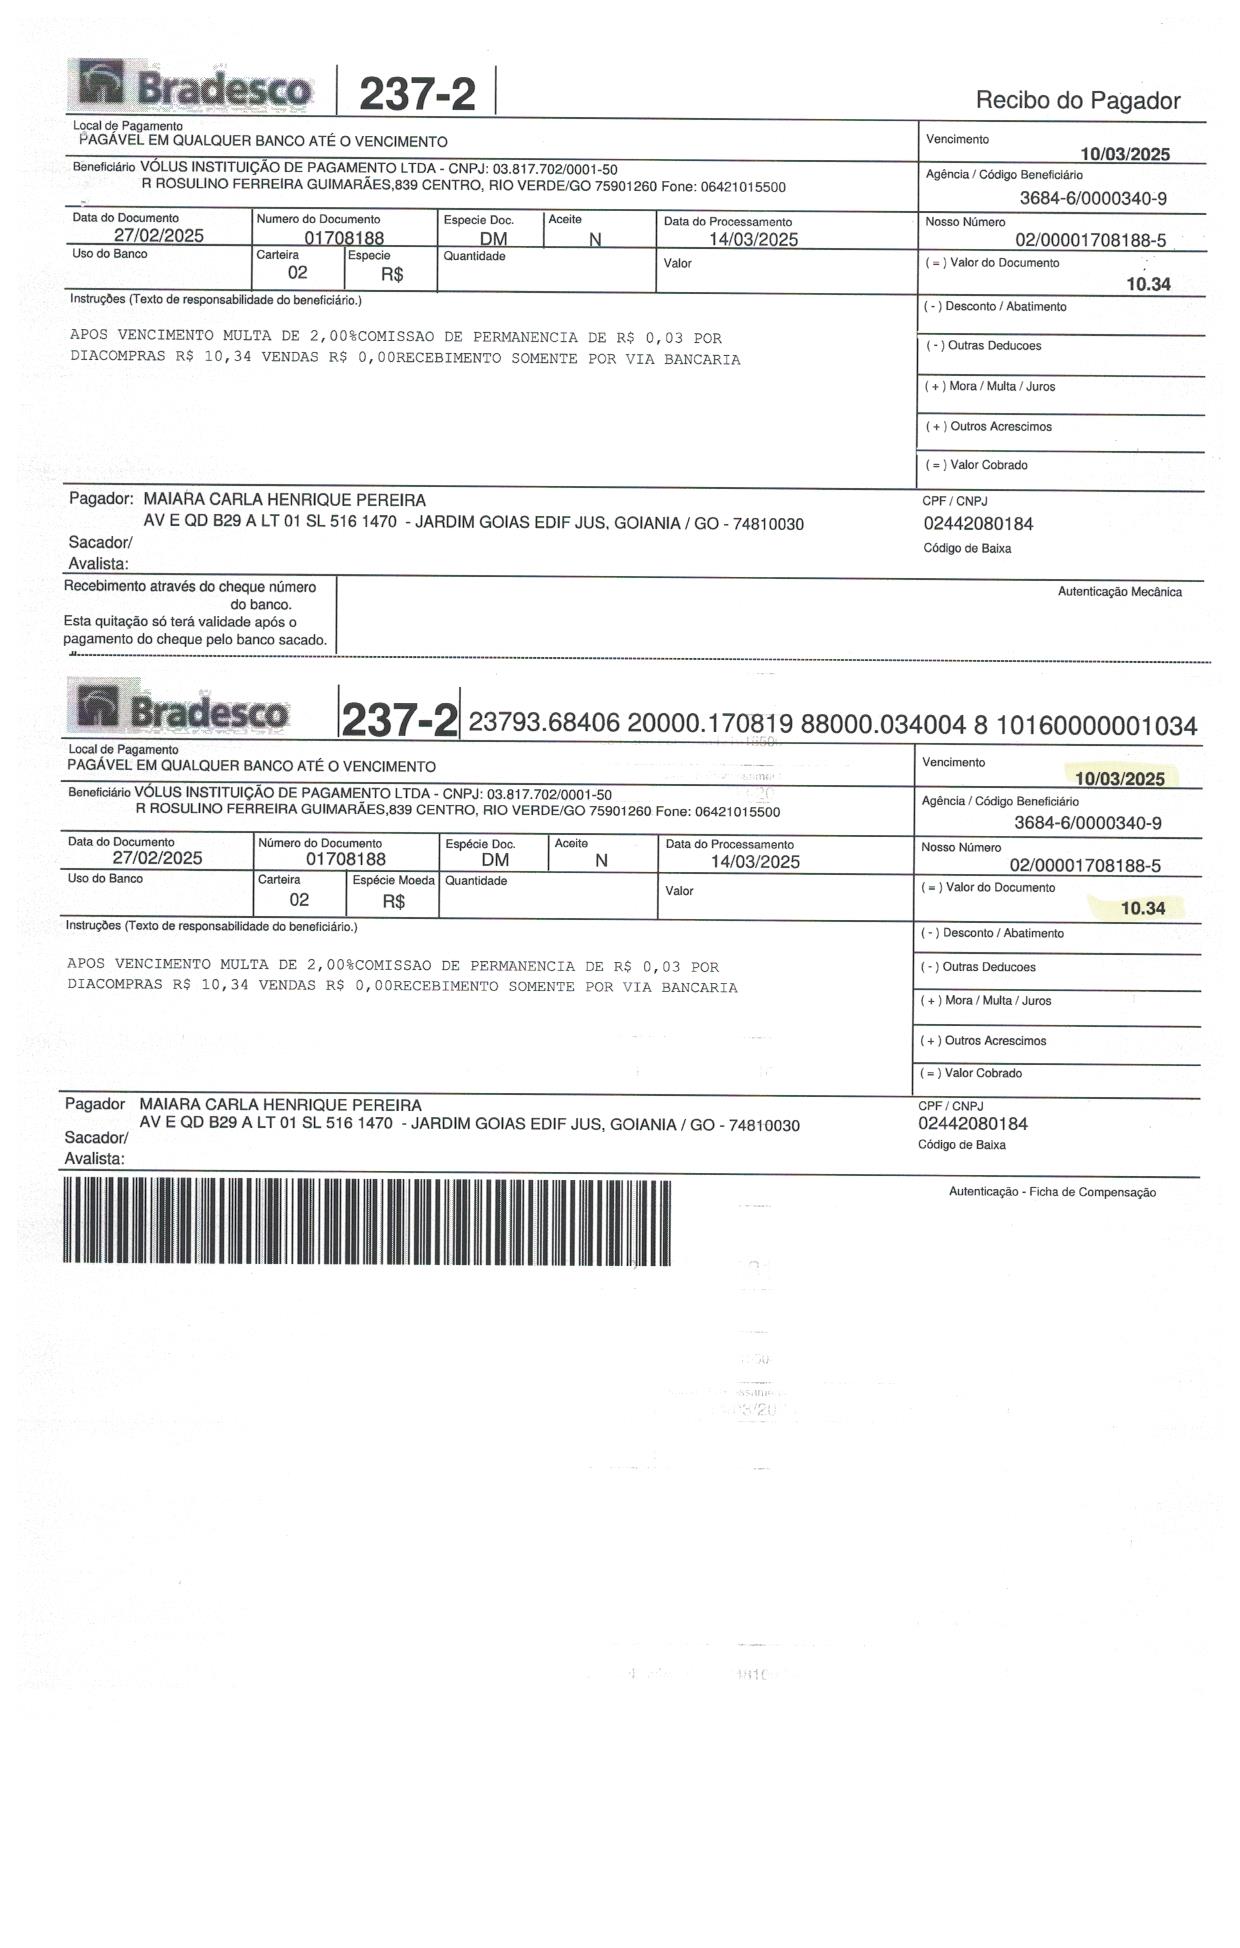 Bradesco 237-2 Recibo do Pagador
Local de Pagamento
PAGÁVEL EM QUALQUER BANCO ATÉ O VENCIMENTO
Vencimento
10/03/2025
Beneficiário VÓLUS INSTITUIÇÃO DE PAGAMENTO LTDA - CNPJ: 03.817.702/0001-50
R ROSULINO FERREIRA GUIMARÃES,839 CENTRO, RIO VERDE/GO 75901260 Fone: 06421015500
Agência / Código Beneficiário
3684-6/0000340-9
Data do Documento Numero do Documento Especie Doc. Aceite Data do Processamento Nosso Número
27/02/2025 01708188 DM N 14/03/2025 02/00001708188-5
Uso do Banco Carteira Especie Quantidade Valor ( = ) Valor do Documento
02 R$ 10.34
Instruções (Texto de responsabilidade do beneficiário.)
( - ) Desconto / Abatimento
APOS VENCIMENTO MULTA DE 2,00%COMISSAO DE PERMANENCIA DE R$ 0,03 POR
DIACOMPRAS R$ 10,34 VENDAS R$ 0,00RECEBIMENTO SOMENTE POR VIA BANCARIA
( - ) Outras Deducoes
( + ) Mora / Multa / Juros
( + ) Outros Acrescimos
( = ) Valor Cobrado
Pagador: MAIARA CARLA HENRIQUE PEREIRA CPF / CNPJ
AV E QD B29 A LT 01 SL 516 1470 - JARDIM GOIAS EDIF JUS, GOIANIA / GO - 74810030 02442080184
Sacador/ Código de Baixa
Avalista:
Recebimento através do cheque número Autenticação Mecânica
do banco.
Esta quitação só terá validade após o
pagamento do cheque pelo banco sacado.
Bradesco 237-2 23793.68406 20000.170819 88000.034004 8 10160000001034
Local de Pagamento
PAGÁVEL EM QUALQUER BANCO ATÉ O VENCIMENTO
Vencimento
10/03/2025
Beneficiário VÓLUS INSTITUIÇÃO DE PAGAMENTO LTDA - CNPJ: 03.817.702/0001-50
R ROSULINO FERREIRA GUIMARÃES,839 CENTRO, RIO VERDE/GO 75901260 Fone: 06421015500
Agência / Código Beneficiário
3684-6/0000340-9
Data do Documento Número do Documento Espécie Doc. Aceite Data do Processamento Nosso Número
27/02/2025 01708188 DM N 14/03/2025 02/00001708188-5
Uso do Banco Carteira Espécie Moeda Quantidade Valor ( = ) Valor do Documento
02 R$ 10.34
Instruções (Texto de responsabilidade do beneficiário.)
( - ) Desconto / Abatimento
APOS VENCIMENTO MULTA DE 2,00%COMISSAO DE PERMANENCIA DE R$ 0,03 POR
DIACOMPRAS R$ 10,34 VENDAS R$ 0,00RECEBIMENTO SOMENTE POR VIA BANCARIA
( - ) Outras Deducoes
( + ) Mora / Multa / Juros
( + ) Outros Acrescimos
( = ) Valor Cobrado
Pagador MAIARA CARLA HENRIQUE PEREIRA CPF / CNPJ
AV E QD B29 A LT 01 SL 516 1470 - JARDIM GOIAS EDIF JUS, GOIANIA / GO - 74810030 02442080184
Sacador/ Código de Baixa
Avalista:
Autenticação - Ficha de Compensação